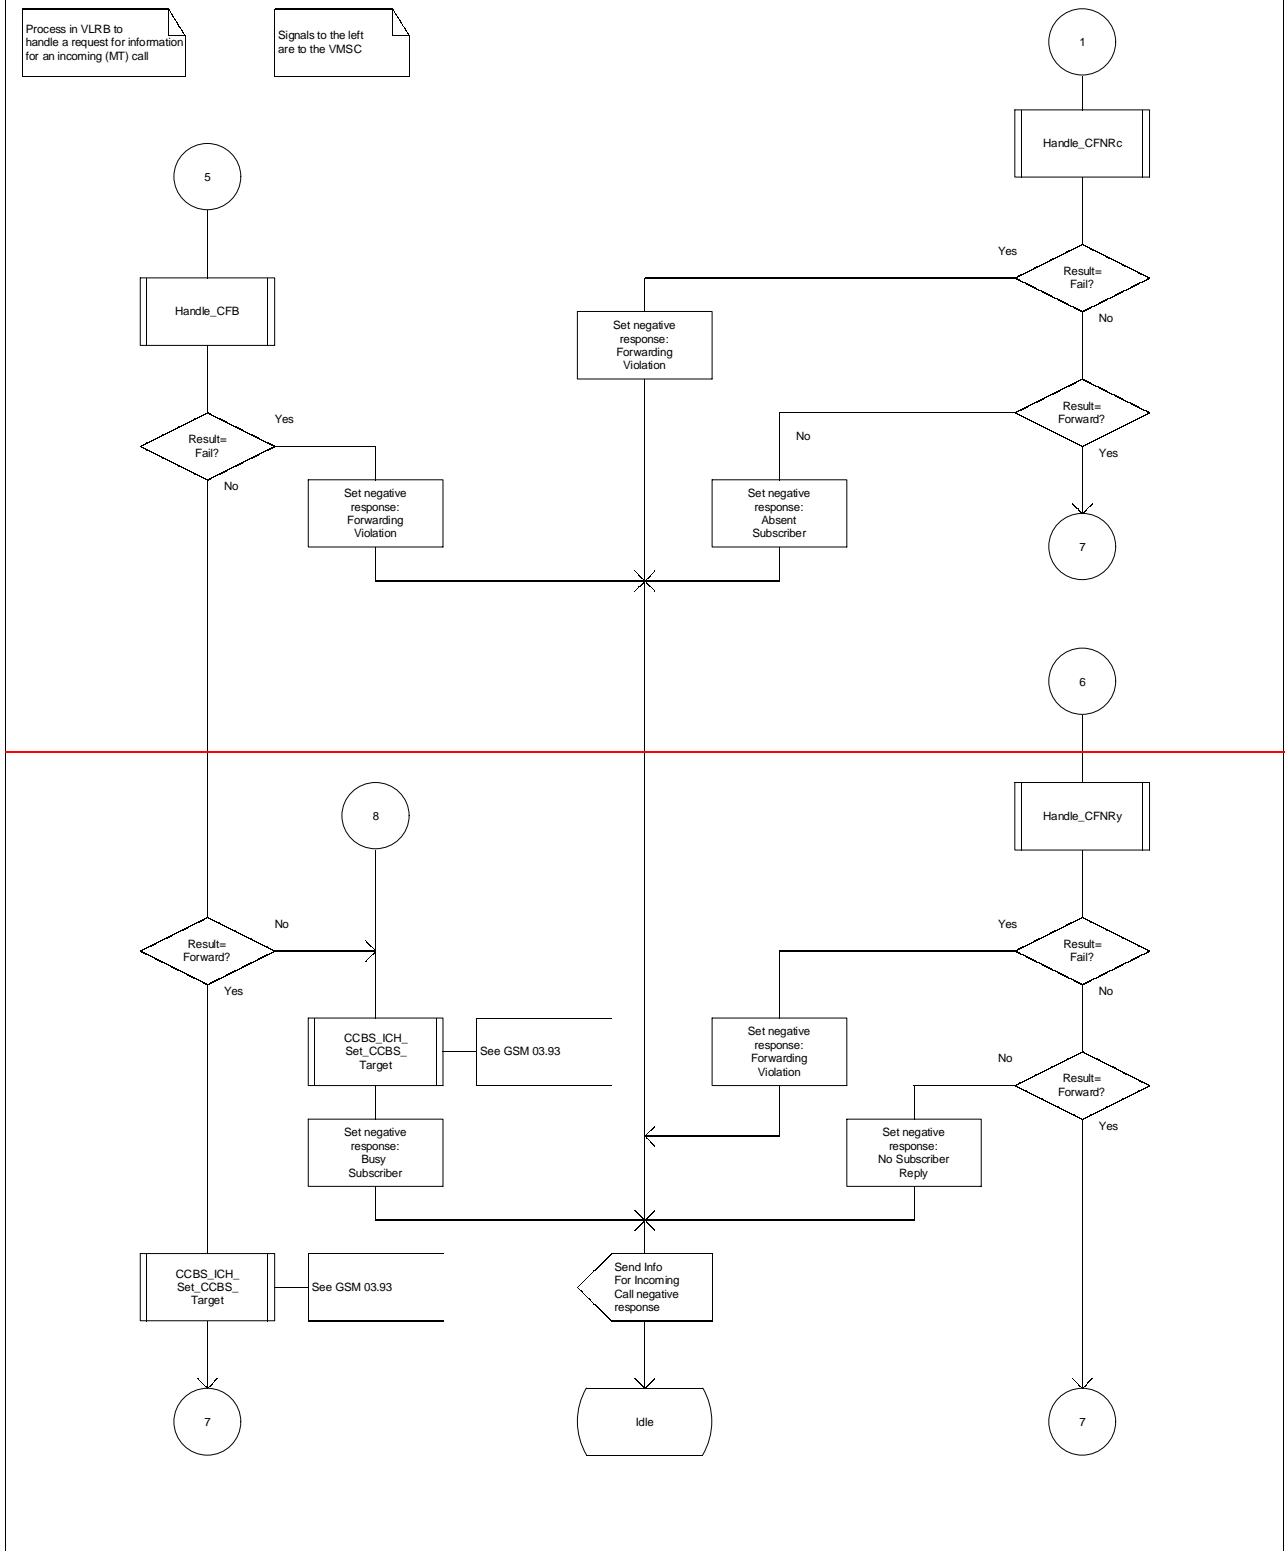 Process in VLRB to
handle a request for information
for an incoming (MT) call
Signals to the left
are to the VMSC
1
Handle_CFNRc
5
Yes
Result=
Fail?
Handle_CFB
No
Set negative
response:
Forwarding
Violation
Result=
Forward?
Yes
No
Result=
Fail?
Yes
No
Set negative
response:
Forwarding
Violation
Set negative
response:
Absent
Subscriber
7
6
8
Handle_CFNRy
No
Yes
Result=
Forward?
Result=
Fail?
Yes
No
CCBS_ICH_
Set_CCBS_
Target
See GSM 03.93
Set negative
response:
Forwarding
Violation
No
Result=
Forward?
Yes
Set negative
response:
Busy
Subscriber
Set negative
response:
No Subscriber
Reply
CCBS_ICH_
Set_CCBS_
Target
See GSM 03.93
Send Info
For Incoming
Call negative
response
7
Idle
7